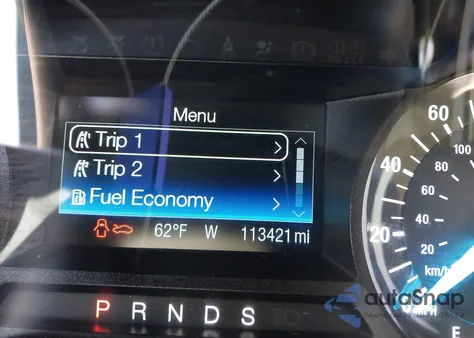 Menu
Trip 1
Trip 2
Fuel Economy
62°F W 113421 mi
P R N D S
60
40
20
100
80
60
40
20
km/h
E
autoSnap